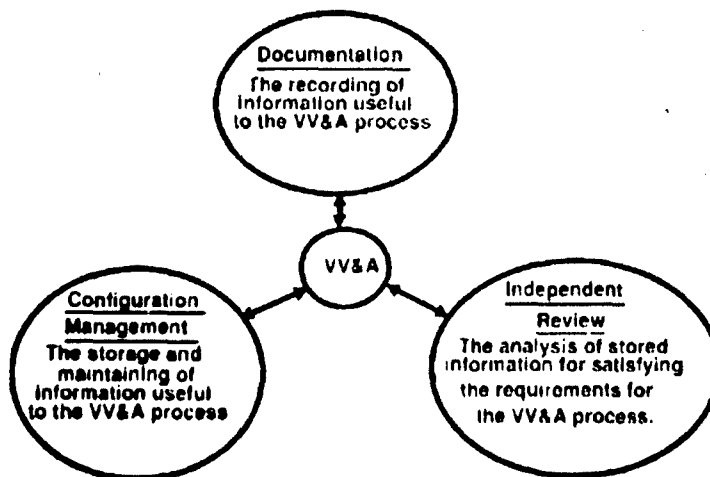 Documentation
The recording of
information useful
to the VV&A process
VV&A
Configuration
Management
The storage and
maintaining of
information useful
to the VV&A process
Independent
Review
The analysis of stored
information for satisfying
the requirements for
the VV&A process.